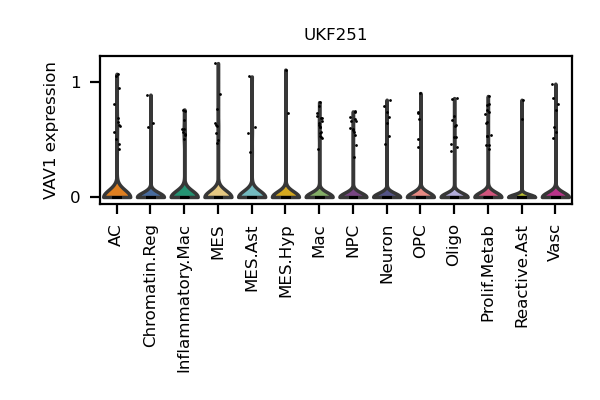 UKF251
VAV1 expression
1
0
AC
Chromatin.Reg
Inflammatory.Mac
MES
MES.Ast
MES.Hyp
Mac
NPC
Neuron
OPC
Oligo
Prolif.Metab
Reactive.Ast
Vasc